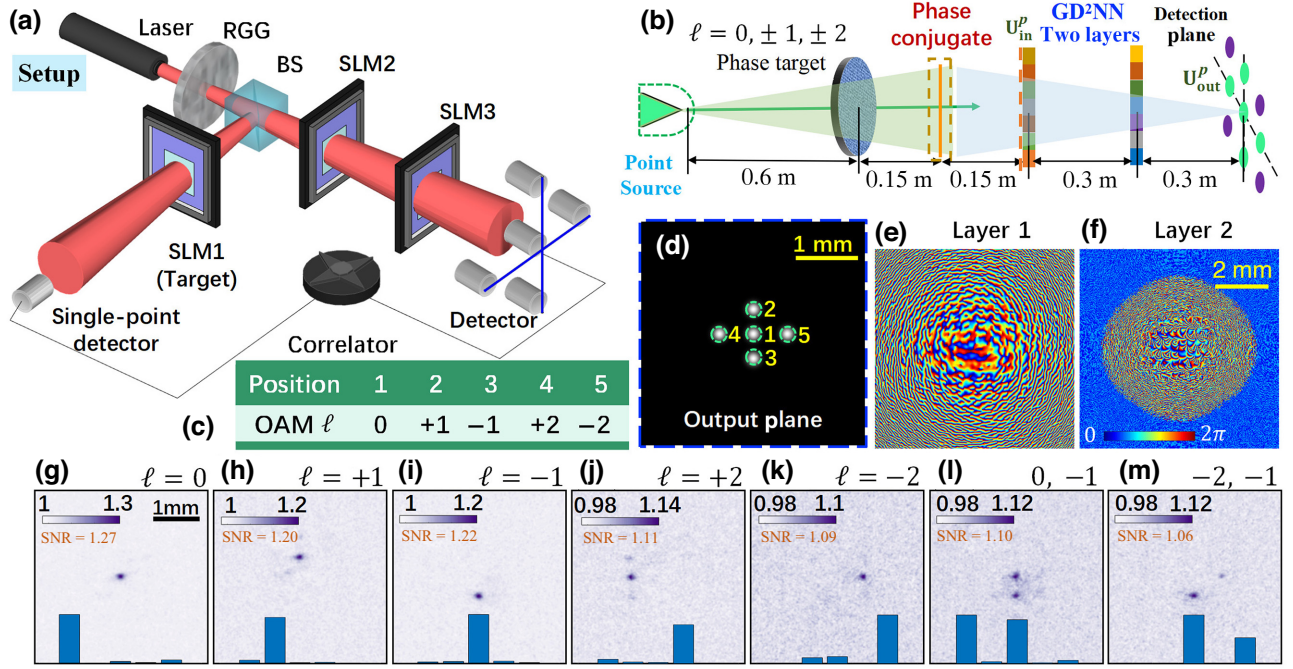 (a)
Laser
RGG
Setup
BS
SLM2
SLM3
SLM1
(Target)
Single-point
detector
Correlator
Detector
(b)
ℓ = 0, ± 1, ± 2
Phase target
Phase
conjugate
U_in^p
GD²NN
Two layers
Detection
plane
U_out^p
Point
Source
0.6 m
0.15 m
0.15 m
0.3 m
0.3 m
(c)
Position 1 2 3 4 5
OAM ℓ 0 +1 −1 +2 −2
(d)
1 mm
2
4 1 5
3
Output plane
(e) Layer 1
(f) Layer 2
2 mm
0 2π
(g) ℓ = 0
1 1.3
1mm
SNR = 1.27
(h) ℓ = +1
1 1.2
SNR = 1.20
(i) ℓ = −1
1 1.2
SNR = 1.22
(j) ℓ = +2
0.98 1.14
SNR = 1.11
(k) ℓ = −2
0.98 1.1
SNR = 1.09
(l) 0, −1
0.98 1.12
SNR = 1.10
(m) −2, −1
0.98 1.12
SNR = 1.06